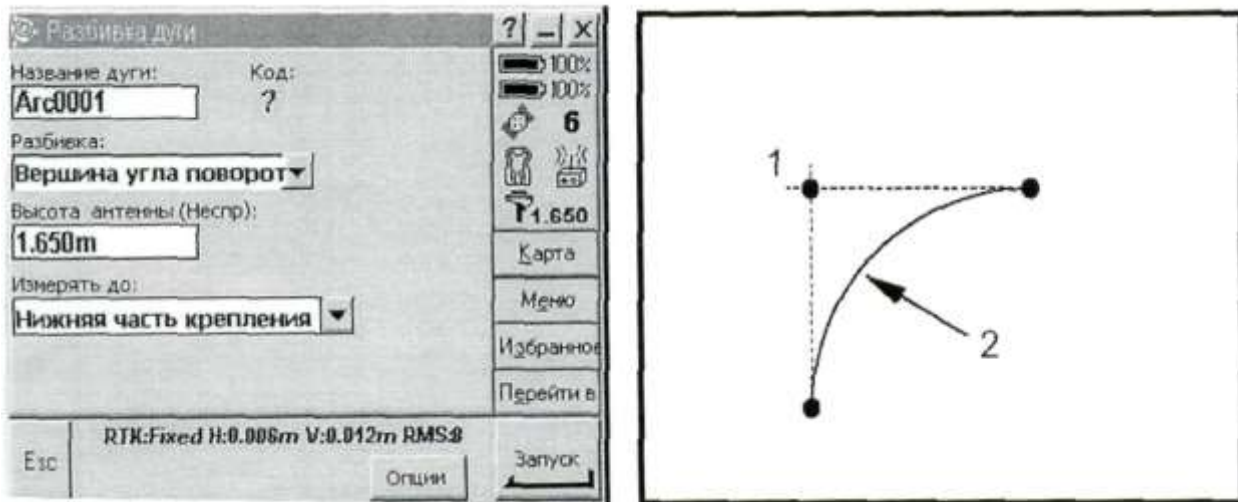 Разбивка дуги
? _ X
Название дуги: Код:
Arc0001 ?
Разбивка:
Вершина угла поворот
Высота антенны (Неспр):
1.650m
Измерять до:
Нижняя часть крепления
100%
100%
6
1.650
Карта
Меню
Избранное
Перейти в
Esc
RTK:Fixed H:0.006m V:0.012m RMS:8
Опции
Запуск
1
2